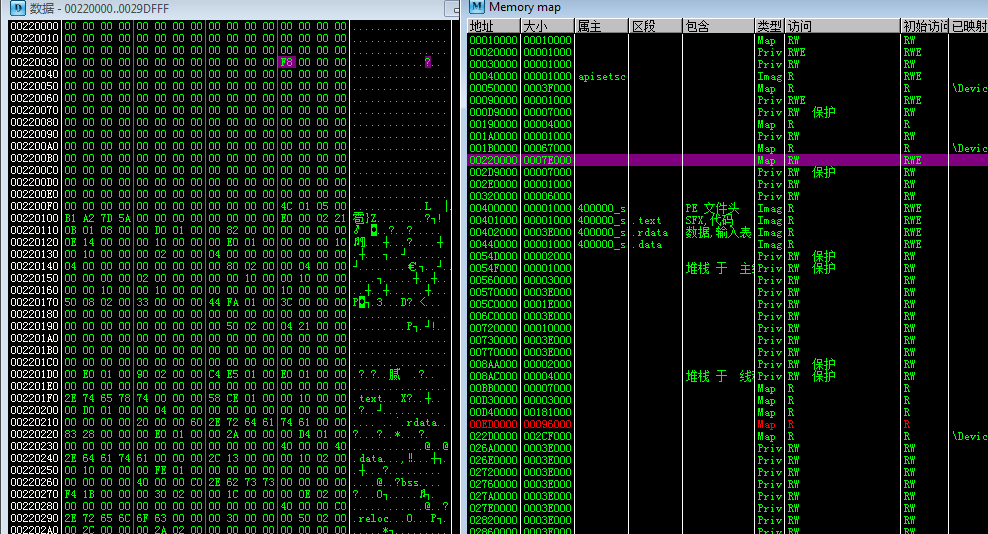 数据 - 00220000..0029DFFF
00220000 00 00 00 00 00 00 00 00 00 00 00 00 00 00 00 00 ................
00220010 00 00 00 00 00 00 00 00 00 00 00 00 00 00 00 00 ................
00220020 00 00 00 00 00 00 00 00 00 00 00 00 00 00 00 00 ................
00220030 00 00 00 00 00 00 00 00 00 00 00 00 F8 00 00 00 ............?...
00220040 00 00 00 00 00 00 00 00 00 00 00 00 00 00 00 00 ................
00220050 00 00 00 00 00 00 00 00 00 00 00 00 00 00 00 00 ................
00220060 00 00 00 00 00 00 00 00 00 00 00 00 00 00 00 00 ................
00220070 00 00 00 00 00 00 00 00 00 00 00 00 00 00 00 00 ................
00220080 00 00 00 00 00 00 00 00 00 00 00 00 00 00 00 00 ................
00220090 00 00 00 00 00 00 00 00 00 00 00 00 00 00 00 00 ................
002200A0 00 00 00 00 00 00 00 00 00 00 00 00 00 00 00 00 ................
002200B0 00 00 00 00 00 00 00 00 00 00 00 00 00 00 00 00 ................
002200C0 00 00 00 00 00 00 00 00 00 00 00 00 00 00 00 00 ................
002200D0 00 00 00 00 00 00 00 00 00 00 00 00 00 00 00 00 ................
002200E0 00 00 00 00 00 00 00 00 00 00 00 00 00 00 00 00 ................
002200F0 00 00 00 00 00 00 00 00 00 00 00 00 4C 01 05 00
00220100 B1 A2 7D 5A 00 00 00 00 00 00 00 00 E0 00 02 21
00220110 0B 01 08 00 00 D0 01 00 00 82 00 00 00 00 00 00
00220120 0E 14 00 00 00 10 00 00 00 E0 01 00 00 00 00 10
00220130 00 10 00 00 00 02 00 00 04 00 00 00 00 00 00 00
00220140 04 00 00 00 00 00 00 00 00 80 02 00 00 04 00 00
00220150 00 00 00 00 02 00 00 00 00 00 10 00 00 10 00 00
00220160 00 00 10 00 00 10 00 00 00 00 00 00 10 00 00 00
00220170 50 08 02 00 33 00 00 00 44 FA 01 00 3C 00 00 00
00220180 00 00 00 00 00 00 00 00 00 00 00 00 00 00 00 00 ................
00220190 00 00 00 00 00 00 00 00 00 50 02 00 04 21 00 00
002201A0 00 00 00 00 00 00 00 00 00 00 00 00 00 00 00 00 ................
002201B0 00 00 00 00 00 00 00 00 00 00 00 00 00 00 00 00 ................
002201C0 00 00 00 00 00 00 00 00 00 00 00 00 00 00 00 00 ................
002201D0 00 E0 01 00 90 02 00 00 C4 E5 01 00 E0 01 00 00
002201E0 00 00 00 00 00 00 00 00 00 00 00 00 00 00 00 00 ................
002201F0 2E 74 65 78 74 00 00 00 58 CE 01 00 00 10 00 00 .text...X?
00220200 00 D0 01 00 00 04 00 00 00 00 00 00 00 00 00 00
00220210 00 00 00 00 20 00 00 60 2E 72 64 61 74 61 00 00 .... ..`.rdata..
00220220 83 28 00 00 00 E0 01 00 00 2A 00 00 00 D4 01 00
00220230 00 00 00 00 00 00 00 00 00 00 00 00 40 00 00 40 ............@..@
00220240 2E 64 61 74 61 00 00 00 2C 13 00 00 00 10 02 00 .data...,
00220250 00 10 00 00 00 FE 01 00 00 00 00 00 00 00 00 00
00220260 00 00 00 00 40 00 00 C0 2E 62 73 73 00 00 00 00 ....@..?bss....
00220270 F4 1B 00 00 00 30 02 00 00 1C 00 00 00 0E 02 00
00220280 00 00 00 00 00 00 00 00 00 00 00 00 40 00 00 C0 ............@..?
00220290 2E 72 65 6C 6F 63 00 00 00 30 00 00 00 50 02 00 .reloc...0...P
002202A0 00 2C 00 00 00 2A 02 00 00 00 00 00 00 00 00 00
Memory map
地址 大小 属主 区段 包含 类型 访问 初始访问 已映射
00010000 00010000 Map RW RW
00020000 00001000 Priv RWE RWE
00030000 00001000 Priv RW RW
00040000 00001000 apisetsc Imag R RWE
00050000 0003F000 Map R R \Devic
00090000 00001000 Priv RWE RWE
000D9000 00007000 Priv RW 保护 RW
00190000 00004000 Map R R
001A0000 00001000 Priv RW RW
001B0000 00067000 Map R R \Devic
00220000 0007E000 Map RW RWE
002D9000 00007000 Priv RW 保护 RW
002E0000 00001000 Priv RW RW
00320000 00006000 Priv RW RW
00400000 00001000 400000_s PE 文件头 Imag R RWE
00401000 00001000 400000_s .text SFX,代码 Imag R RWE
00402000 0003E000 400000_s .rdata 数据,输入表 Imag R RWE
00440000 00001000 400000_s .data Imag R RWE
0054D000 00002000 Priv RW 保护 RW
0054F000 00001000 堆栈 于 主 Priv RW 保护 RW
00560000 00003000 Priv RW RW
00570000 0003E000 Priv RW RW
005C0000 0001E000 Priv RW RW
006C0000 0003E000 Priv RW RW
00720000 00010000 Priv RW RW
00730000 0003E000 Priv RW RW
00770000 0003E000 Priv RW RW
008AA000 00002000 Priv RW 保护 RW
008AC000 00004000 堆栈 于 线 Priv RW 保护 RW
00BB0000 00007000 Map R R
00D30000 00003000 Map R R
00D40000 00181000 Map R R
00ED0000 00096000 Map R R
022D0000 002CF000 Map R R \Devic
026A0000 0003E000 Priv RW RW
026E0000 0003E000 Priv RW RW
02720000 0003E000 Priv RW RW
02760000 0003E000 Priv RW RW
027A0000 0003E000 Priv RW RW
027E0000 0003E000 Priv RW RW
02820000 0003E000 Priv RW RW
02860000 0003E000 Priv RW RW